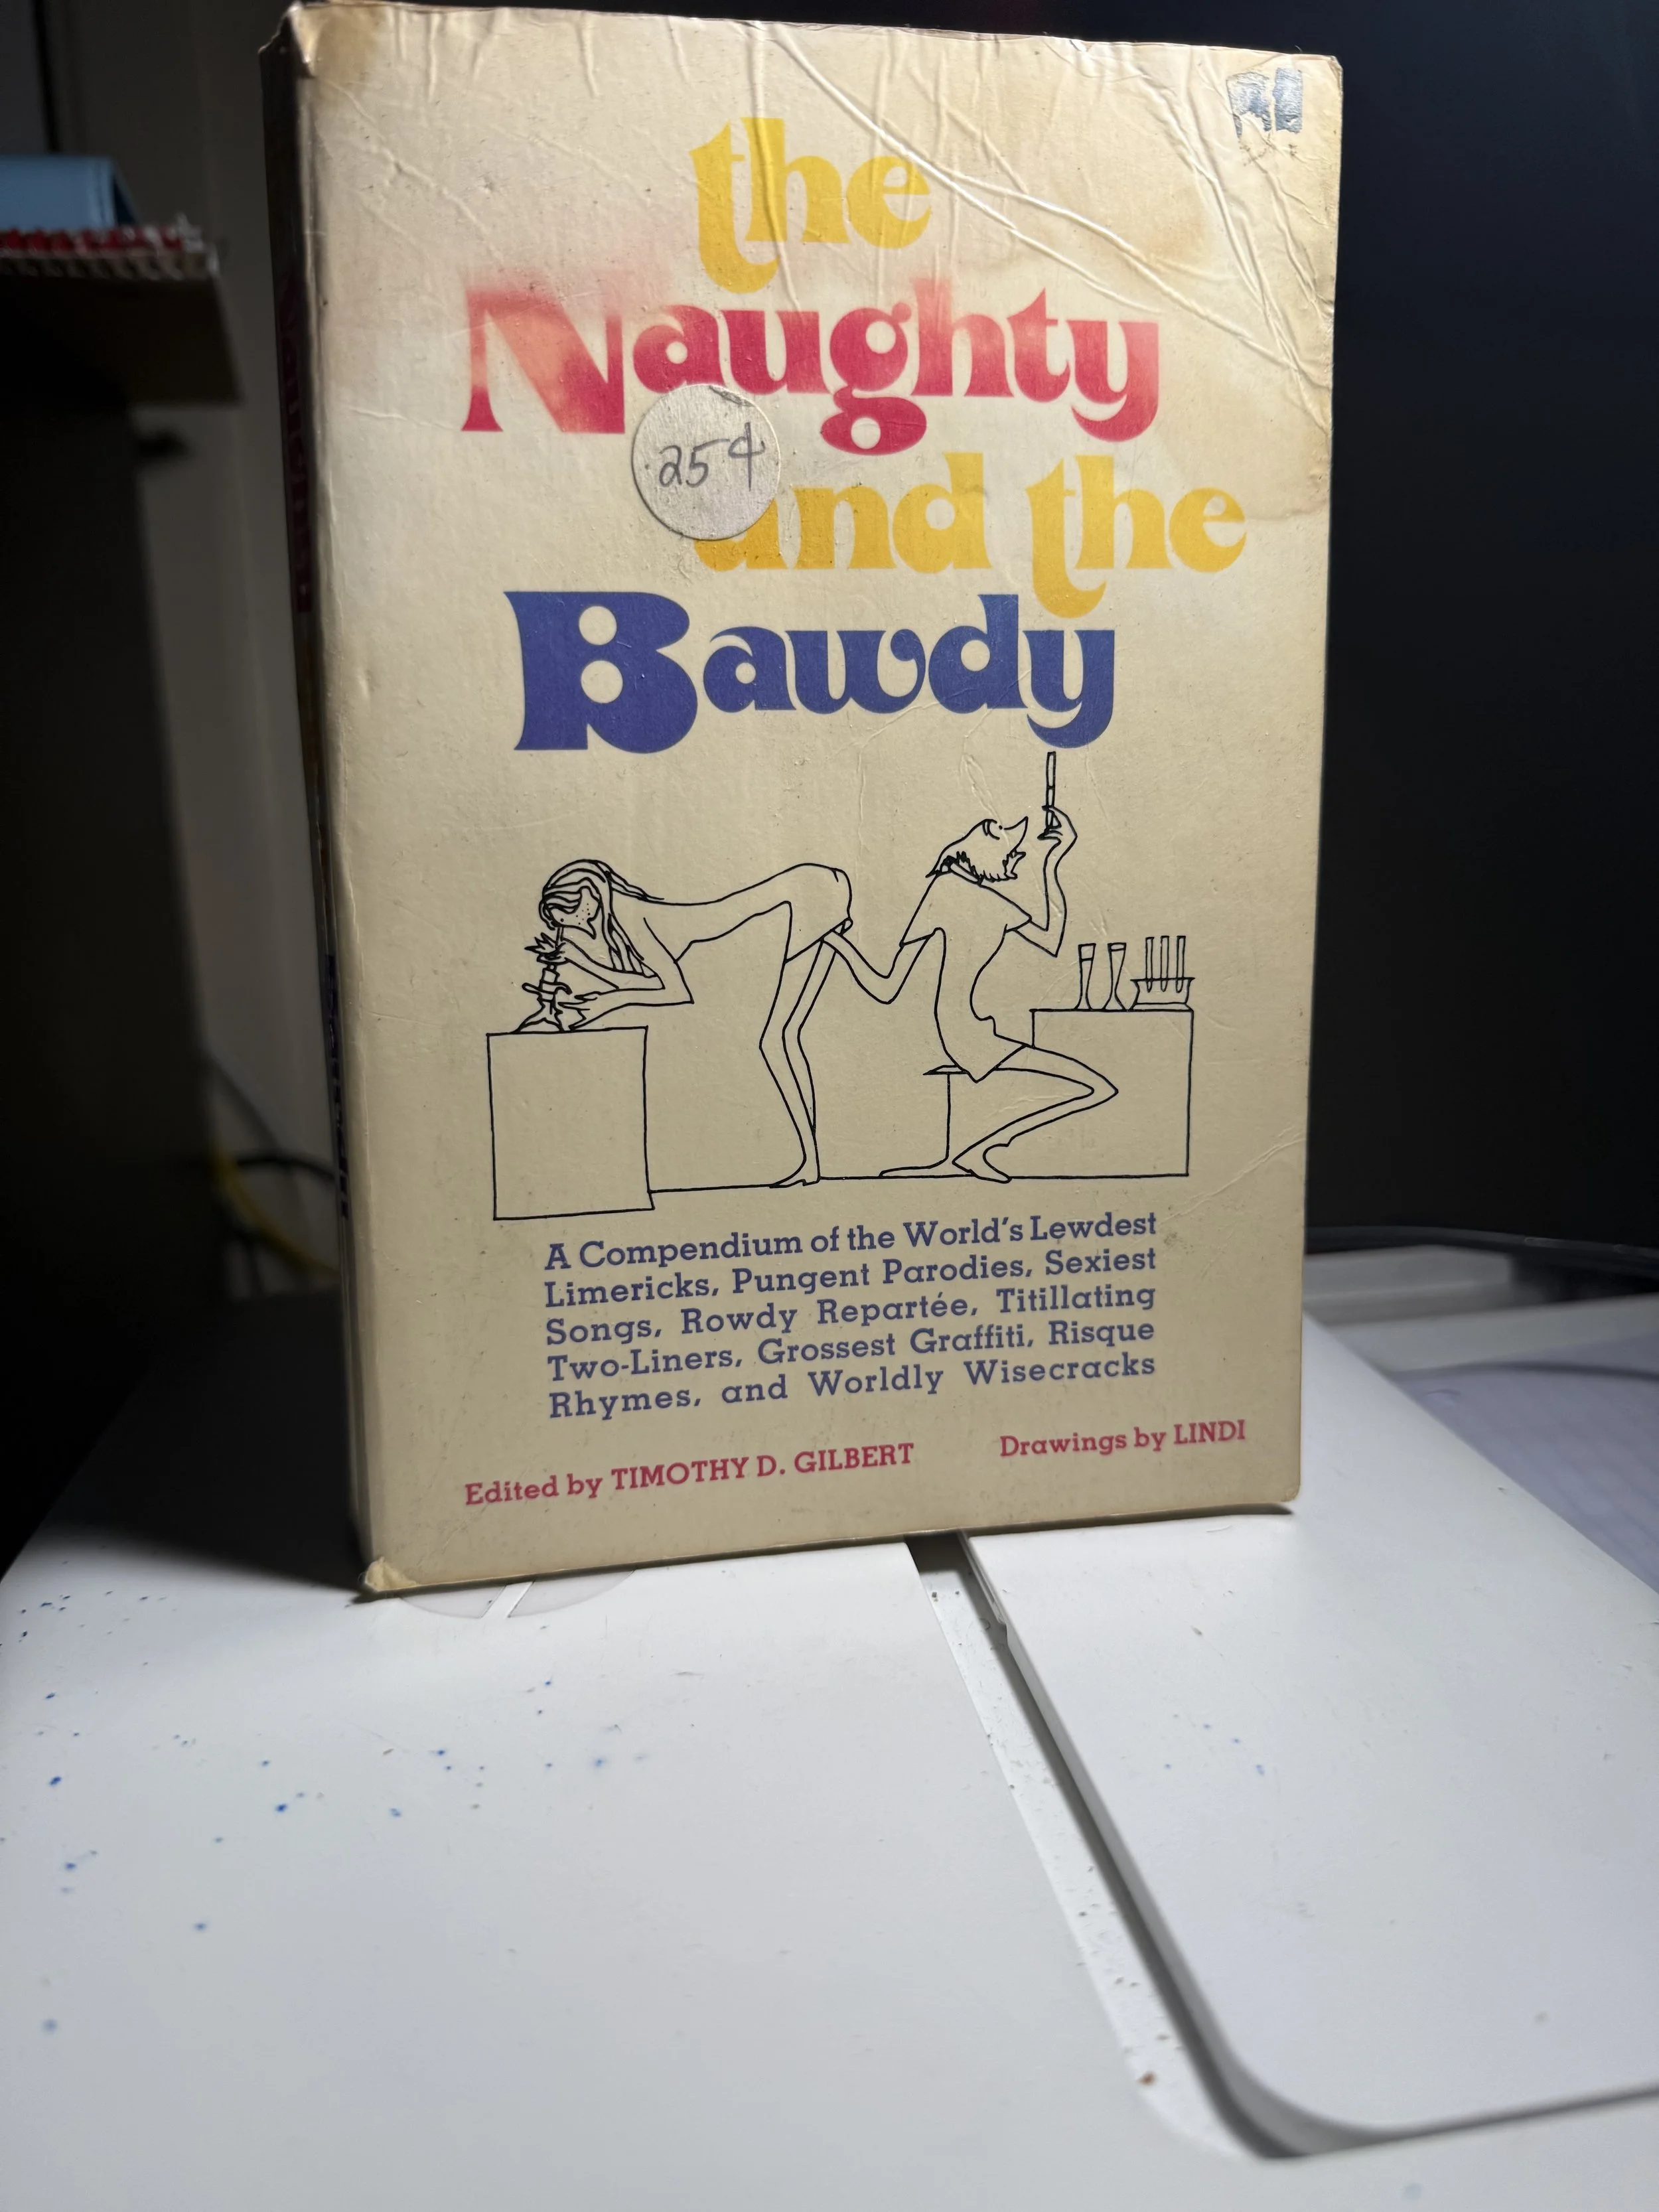 the
Naughty
25¢
and the
Bawdy
A Compendium of the World's Lewdest
Limericks, Pungent Parodies, Sexiest
Songs, Rowdy Repartée, Titillating
Two-Liners, Grossest Graffiti, Risque
Rhymes, and Worldly Wisecracks
Edited by TIMOTHY D. GILBERT
Drawings by LINDI